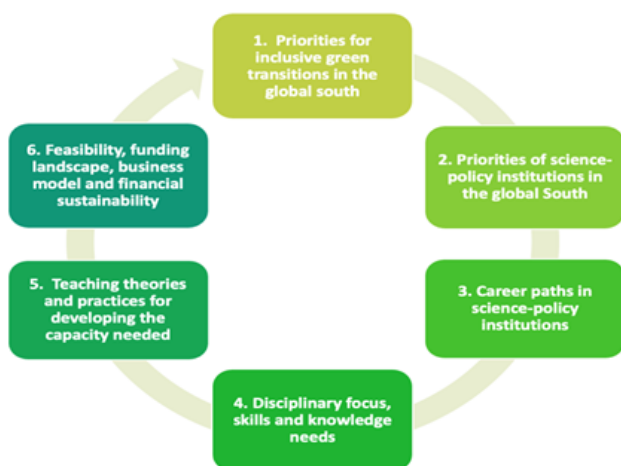 1. Priorities for
inclusive green
transitions in the
global south
2. Priorities of science-
policy institutions in
the global South
3. Career paths in
science-policy
institutions
4. Disciplinary focus,
skills and knowledge
needs
5. Teaching theories
and practices for
developing the
capacity needed
6. Feasibility, funding
landscape, business
model and financial
sustainability